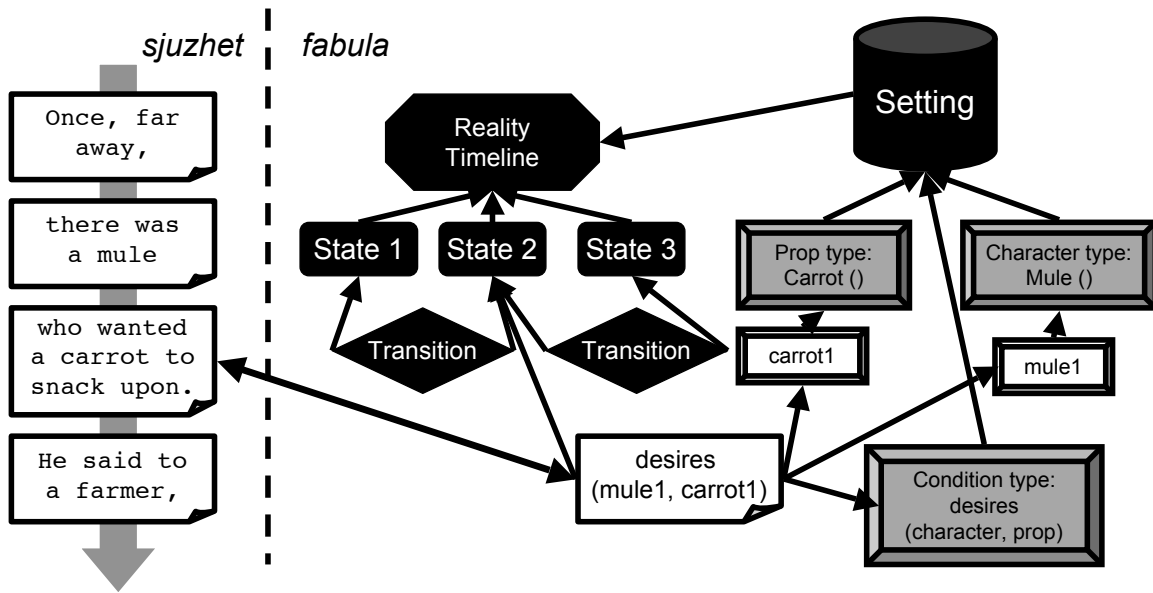 sjuzhet
fabula
Once, far
away,
there was
a mule
who wanted
a carrot to
snack upon.
He said to
a farmer,
Reality
Timeline
Setting
State 1
State 2
State 3
Transition
Transition
Prop type:
Carrot ()
Character type:
Mule ()
carrot1
mule1
desires
(mule1, carrot1)
Condition type:
desires
(character, prop)